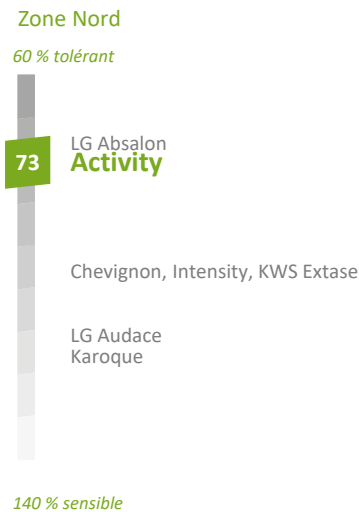 Zone Nord
60 % tolérant
LG Absalon
73 Activity
Chevignon, Intensity, KWS Extase
LG Audace
Karoque
140 % sensible